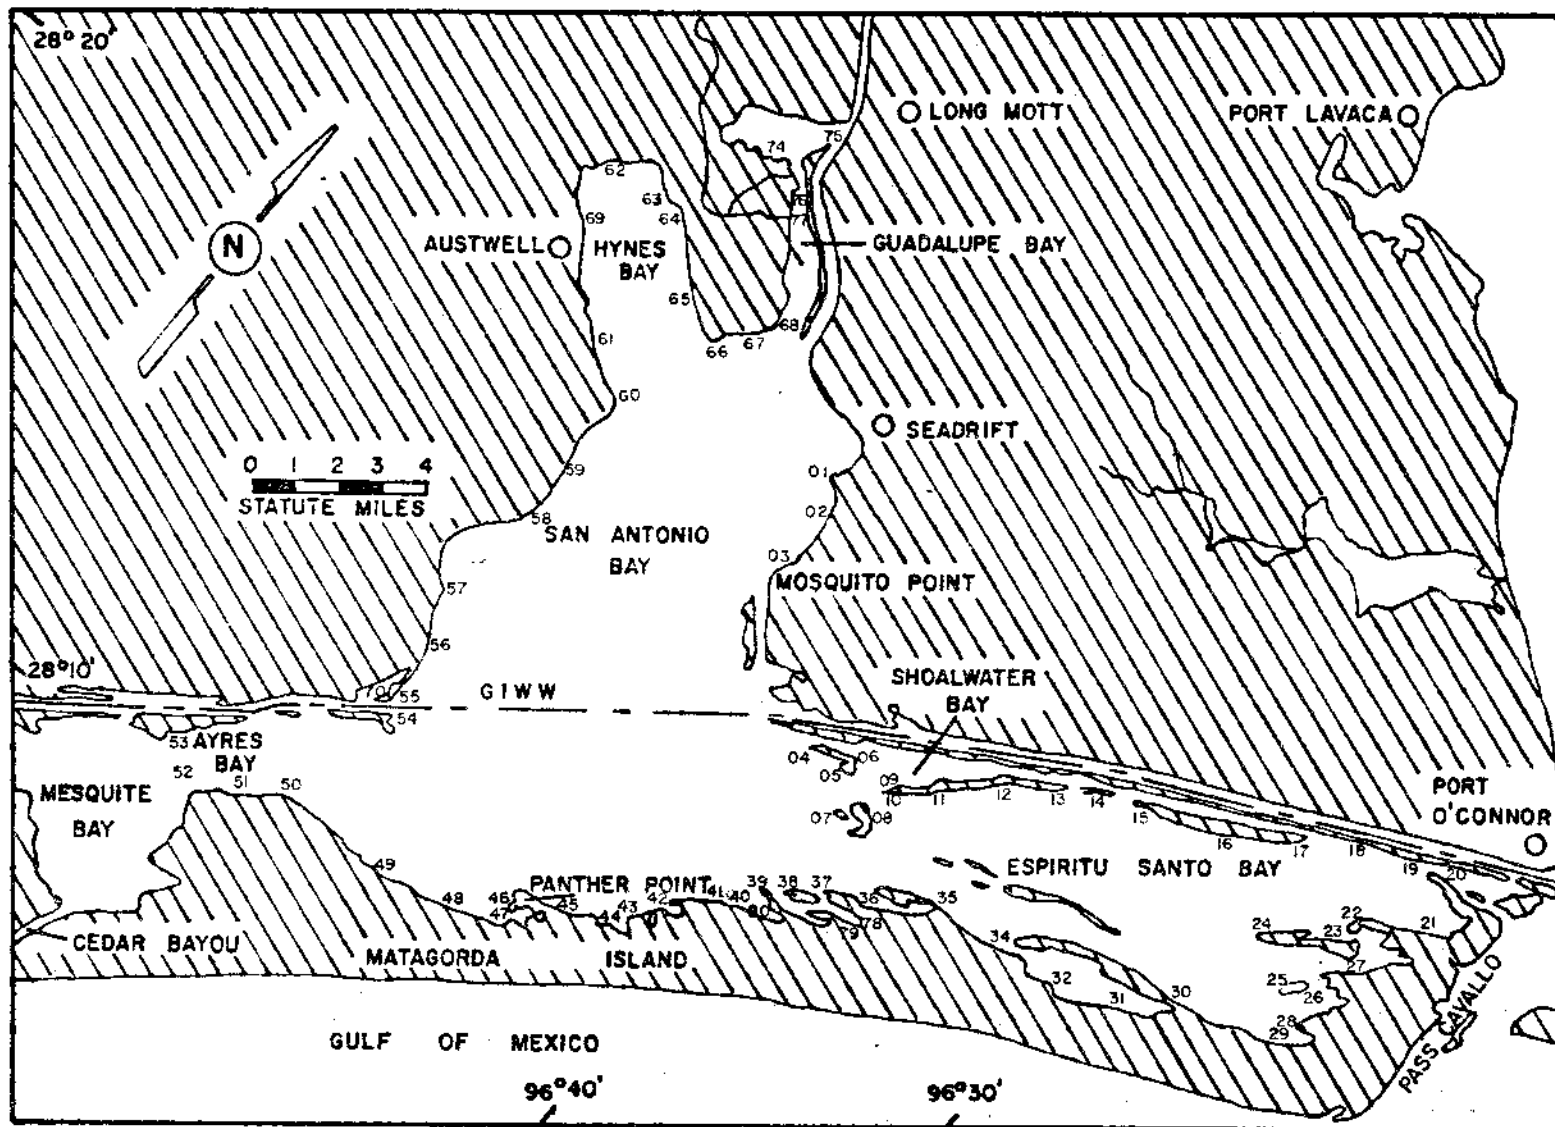 28° 20'
LONG MOTT
PORT LAVACA
75
74
62
63
76
69
64
77
N
AUSTWELL
HYNES
BAY
GUADALUPE BAY
65
68
61
66
67
60
SEADRIFT
0 1 2 3 4
STATUTE MILES
59
01
58
02
SAN ANTONIO
BAY
03
57
MOSQUITO POINT
56
28°10'
70
55
GIWW
SHOALWATER
BAY
54
53
AYRES
BAY
04
06
05
52
51
50
09
10
11
12
13
14
MESQUITE
BAY
PORT
O'CONNOR
07
08
15
16
17
18
19
20
49
ESPIRITU SANTO BAY
PANTHER POINT
48
46
47
45
44
43
42
41
40
39
38
37
36
35
80
79
78
24
23
22
21
CEDAR BAYOU
MATAGORDA ISLAND
34
27
32
31
30
25
26
28
29
PASS CAVALLO
GULF OF MEXICO
96°40'
96°30'